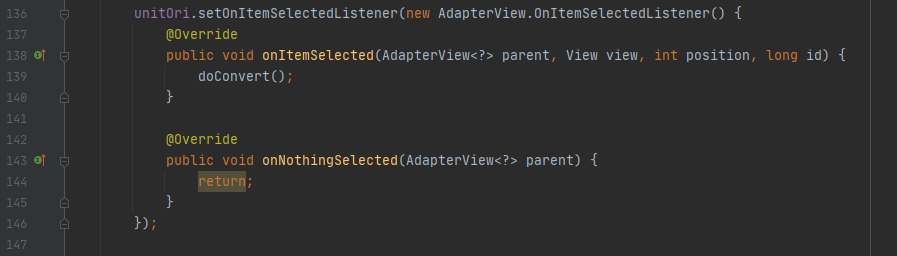 136 unitOri.setOnItemSelectedListener(new AdapterView.OnItemSelectedListener() {
137 @Override
138 public void onItemSelected(AdapterView<?> parent, View view, int position, long id) {
139 doConvert();
140 }
141
142 @Override
143 public void onNothingSelected(AdapterView<?> parent) {
144 return;
145 }
146 });
147